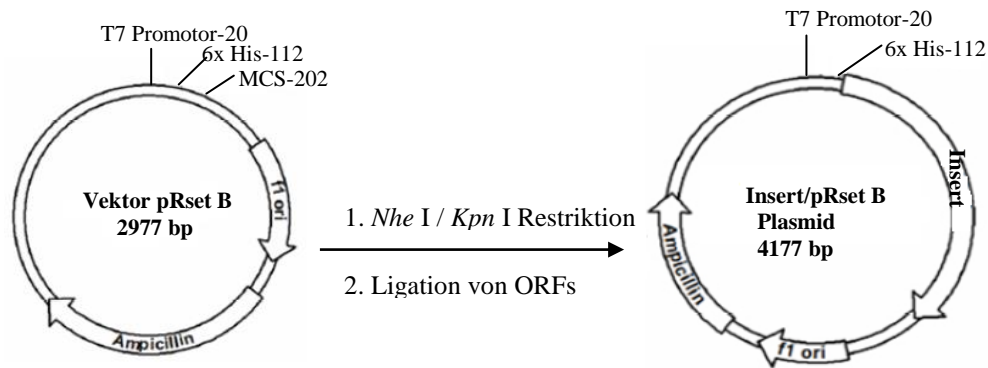 T7 Promotor-20
6x His-112
MCS-202
f1 ori
Vektor pRset B
2977 bp
Ampicillin
1. Nhe I / Kpn I Restriktion
2. Ligation von ORFs
T7 Promotor-20
6x His-112
Insert
Insert/pRset B
Plasmid
4177 bp
Ampicillin
f1 ori